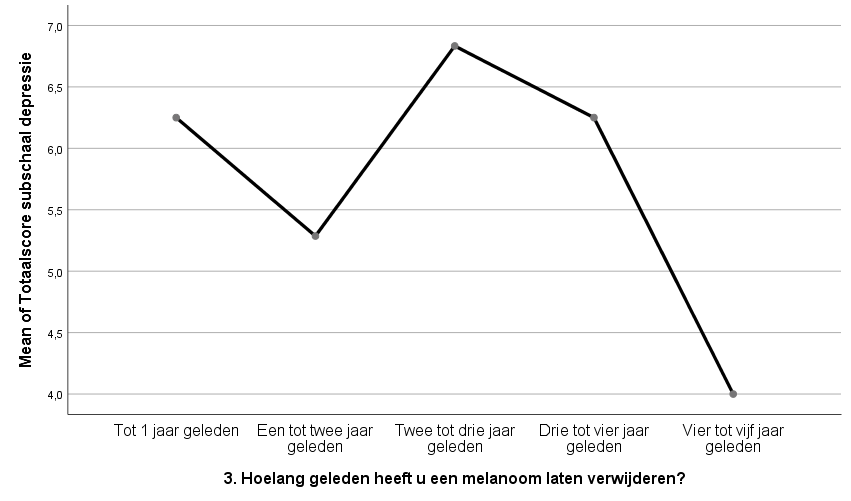 Mean of Totaalscore subschaal depressie
7,0
6,5
6,0
5,5
5,0
4,5
4,0
Tot 1 jaar geleden
Een tot twee jaar
geleden
Twee tot drie jaar
geleden
Drie tot vier jaar
geleden
Vier tot vijf jaar
geleden
3. Hoelang geleden heeft u een melanoom laten verwijderen?